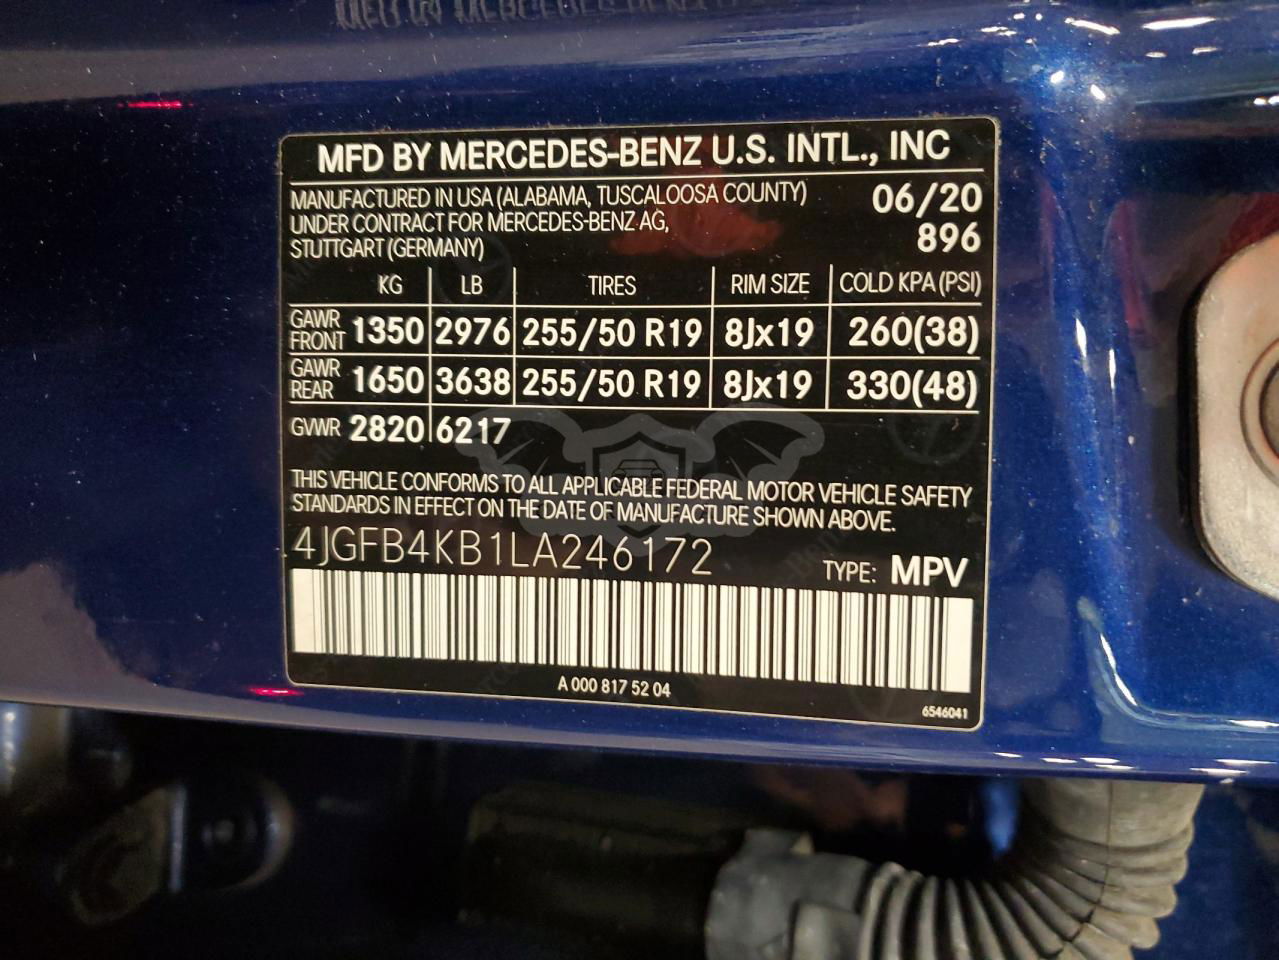 MFD BY MERCEDES-BENZ U.S. INTL., INC
MANUFACTURED IN USA (ALABAMA, TUSCALOOSA COUNTY) 06/20
UNDER CONTRACT FOR MERCEDES-BENZ AG, 896
STUTTGART (GERMANY)
KG LB TIRES RIM SIZE COLD KPA (PSI)
GAWR FRONT 1350 2976 255/50 R19 8Jx19 260(38)
GAWR REAR 1650 3638 255/50 R19 8Jx19 330(48)
GVWR 2820 6217
THIS VEHICLE CONFORMS TO ALL APPLICABLE FEDERAL MOTOR VEHICLE SAFETY
STANDARDS IN EFFECT ON THE DATE OF MANUFACTURE SHOWN ABOVE.
4JGFB4KB1LA246172 TYPE: MPV
A 000 817 52 04
6546041